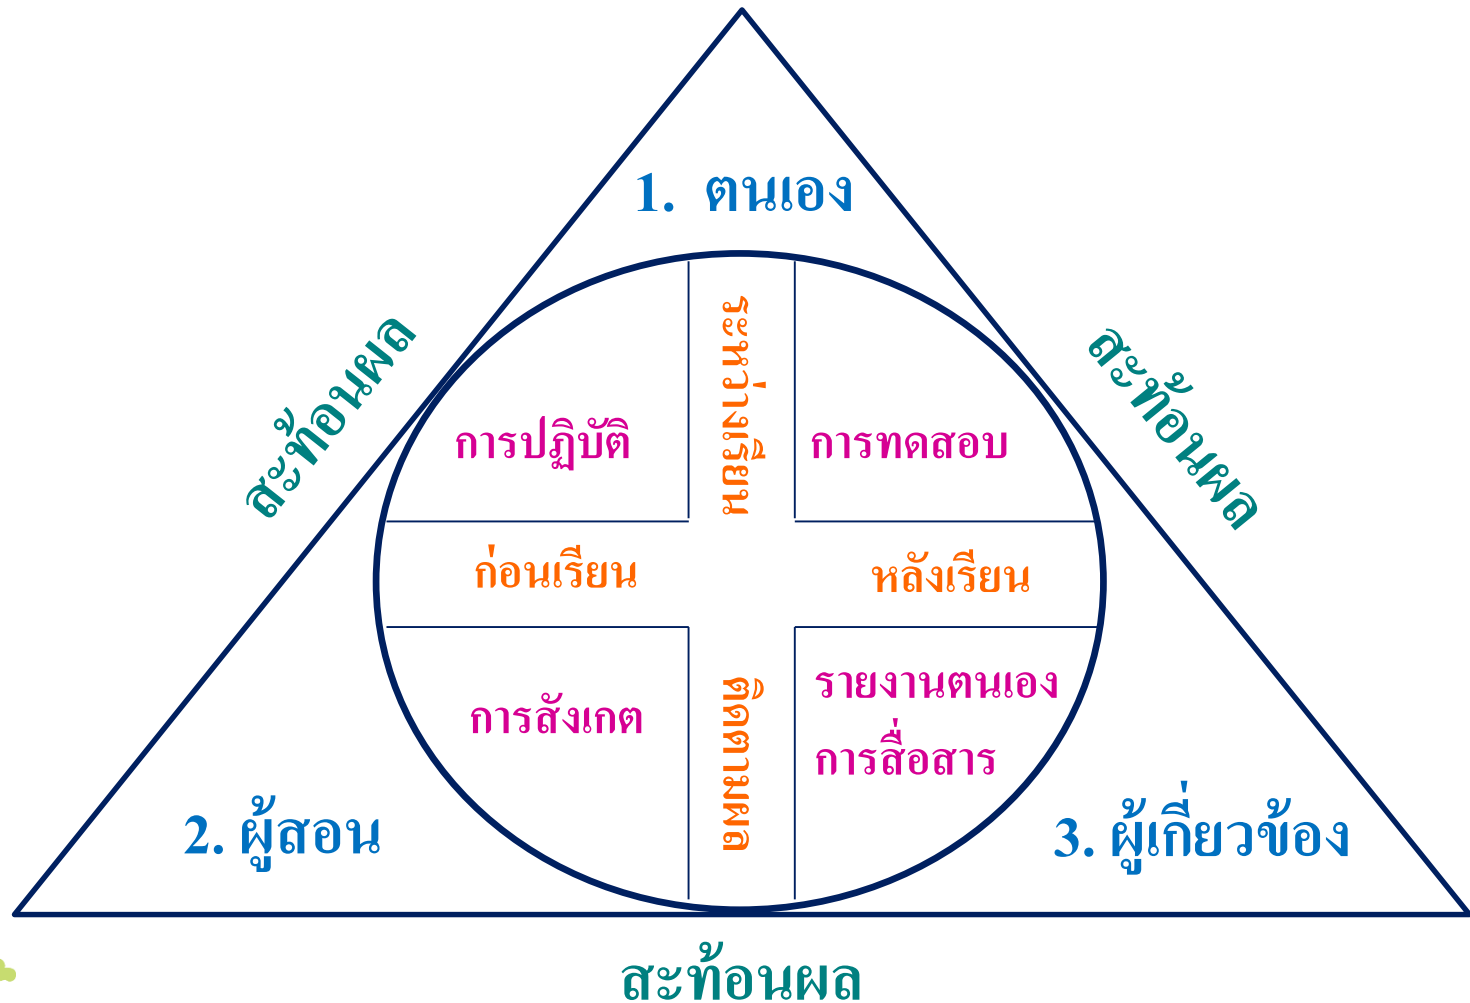 1. ตนเอง
สะท้อนผล
สะท้อนผล
ระหว่างเรียน
การปฏิบัติ
การทดสอบ
ก่อนเรียน
หลังเรียน
การสังเกต
ติดตามผล
รายงานตนเอง
การสื่อสาร
2. ผู้สอน
3. ผู้เกี่ยวข้อง
สะท้อนผล